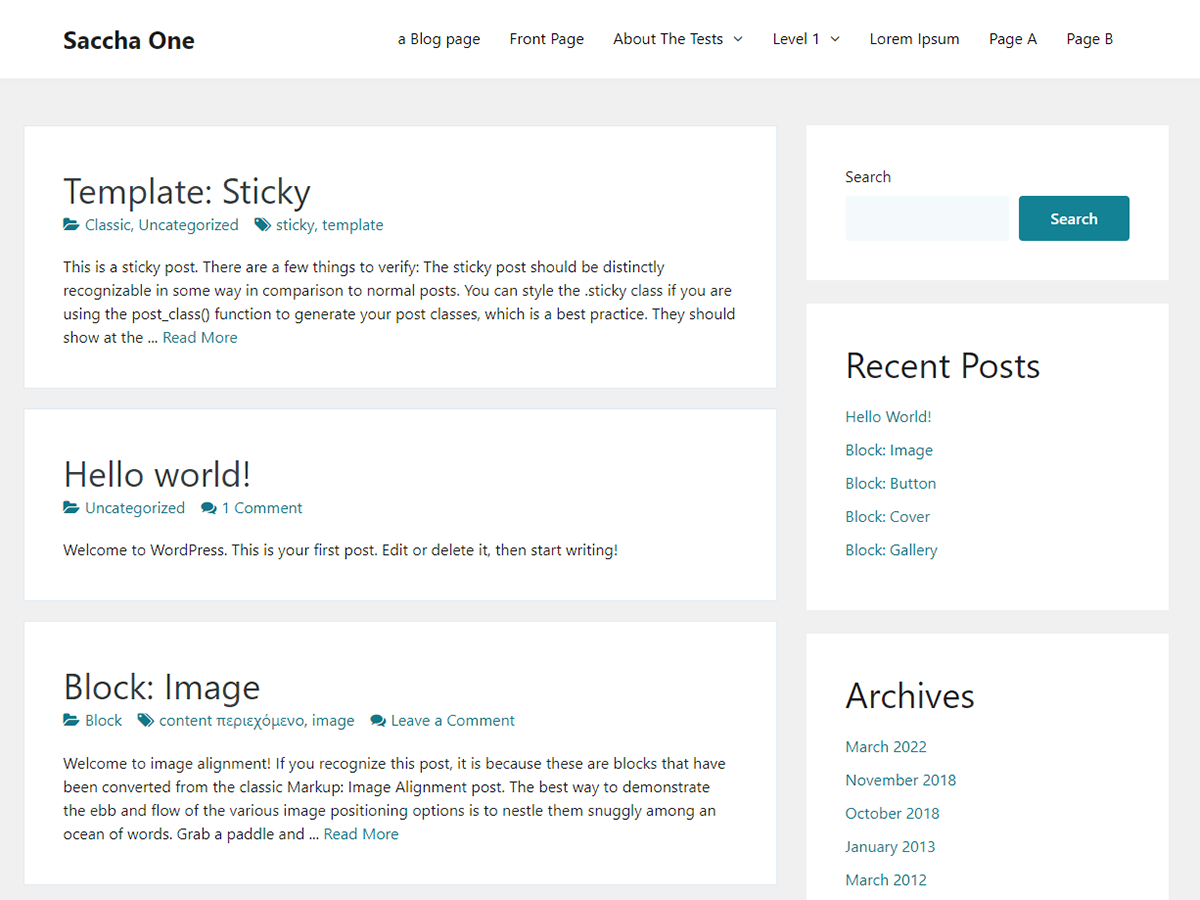 Saccha One
a Blog page Front Page About The Tests Level 1 Lorem Ipsum Page A Page B
Template: Sticky
Classic, Uncategorized sticky, template
This is a sticky post. There are a few things to verify: The sticky post should be distinctly
recognizable in some way in comparison to normal posts. You can style the .sticky class if you are
using the post_class() function to generate your post classes, which is a best practice. They should
show at the ... Read More
Hello world!
Uncategorized 1 Comment
Welcome to WordPress. This is your first post. Edit or delete it, then start writing!
Block: Image
Block content περιεχόμενο, image Leave a Comment
Welcome to image alignment! If you recognize this post, it is because these are blocks that have
been converted from the classic Markup: Image Alignment post. The best way to demonstrate
the ebb and flow of the various image positioning options is to nestle them snuggly among an
ocean of words. Grab a paddle and ... Read More
Search
Search
Recent Posts
Hello World!
Block: Image
Block: Button
Block: Cover
Block: Gallery
Archives
March 2022
November 2018
October 2018
January 2013
March 2012